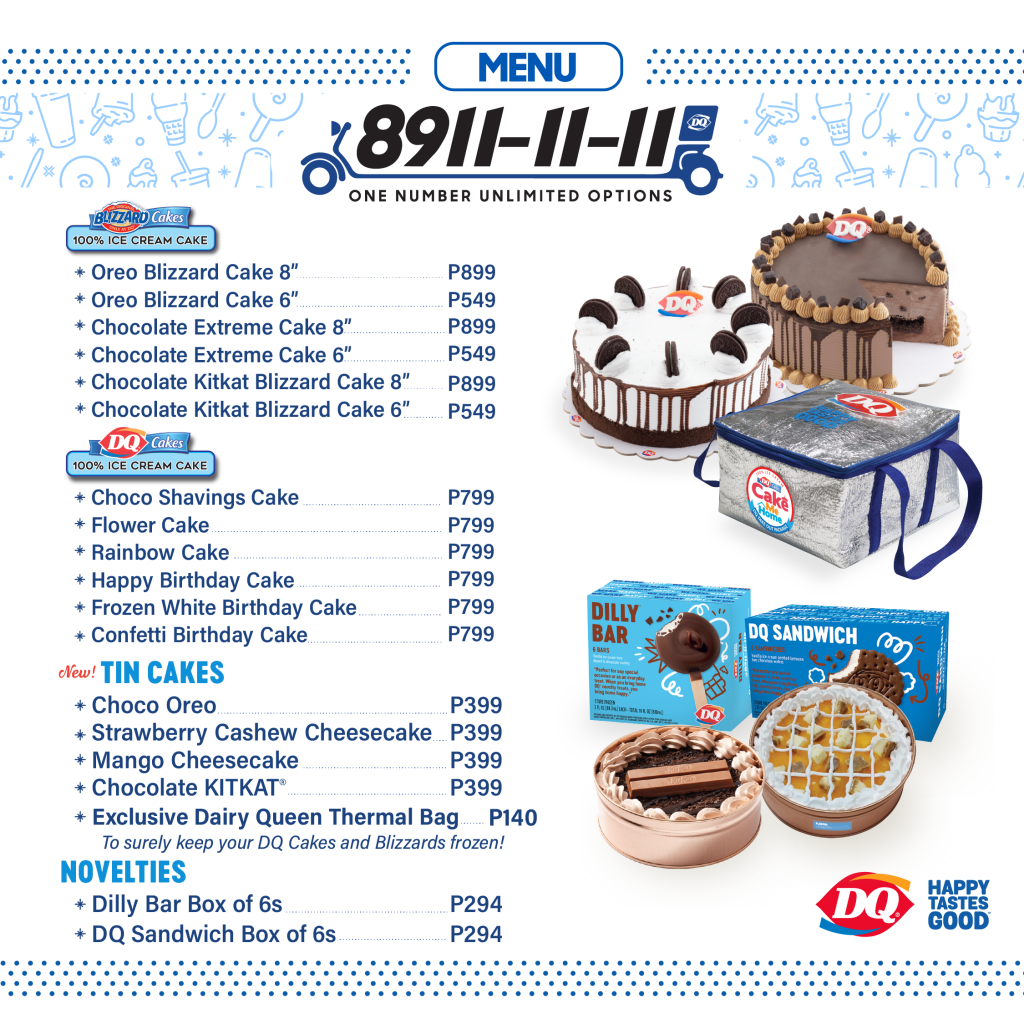 MENU
8911-11-11
DQ
ONE NUMBER UNLIMITED OPTIONS
BLIZZARD Cakes
100% ICE CREAM CAKE
Oreo Blizzard Cake 8” P899
Oreo Blizzard Cake 6” P549
Chocolate Extreme Cake 8” P899
Chocolate Extreme Cake 6” P549
Chocolate Kitkat Blizzard Cake 8” P899
Chocolate Kitkat Blizzard Cake 6” P549
DQ Cakes
100% ICE CREAM CAKE
Choco Shavings Cake P799
Flower Cake P799
Rainbow Cake P799
Happy Birthday Cake P799
Frozen White Birthday Cake P799
Confetti Birthday Cake P799
New! TIN CAKES
Choco Oreo P399
Strawberry Cashew Cheesecake P399
Mango Cheesecake P399
Chocolate KITKAT® P399
Exclusive Dairy Queen Thermal Bag P140
To surely keep your DQ Cakes and Blizzards frozen!
NOVELTIES
Dilly Bar Box of 6s P294
DQ Sandwich Box of 6s P294
DQ
DQ
DQ
Cake
Me
Home
DILLY
BAR
6 BARS
DQ
DQ SANDWICH
DQ®
HAPPY
TASTES
GOOD